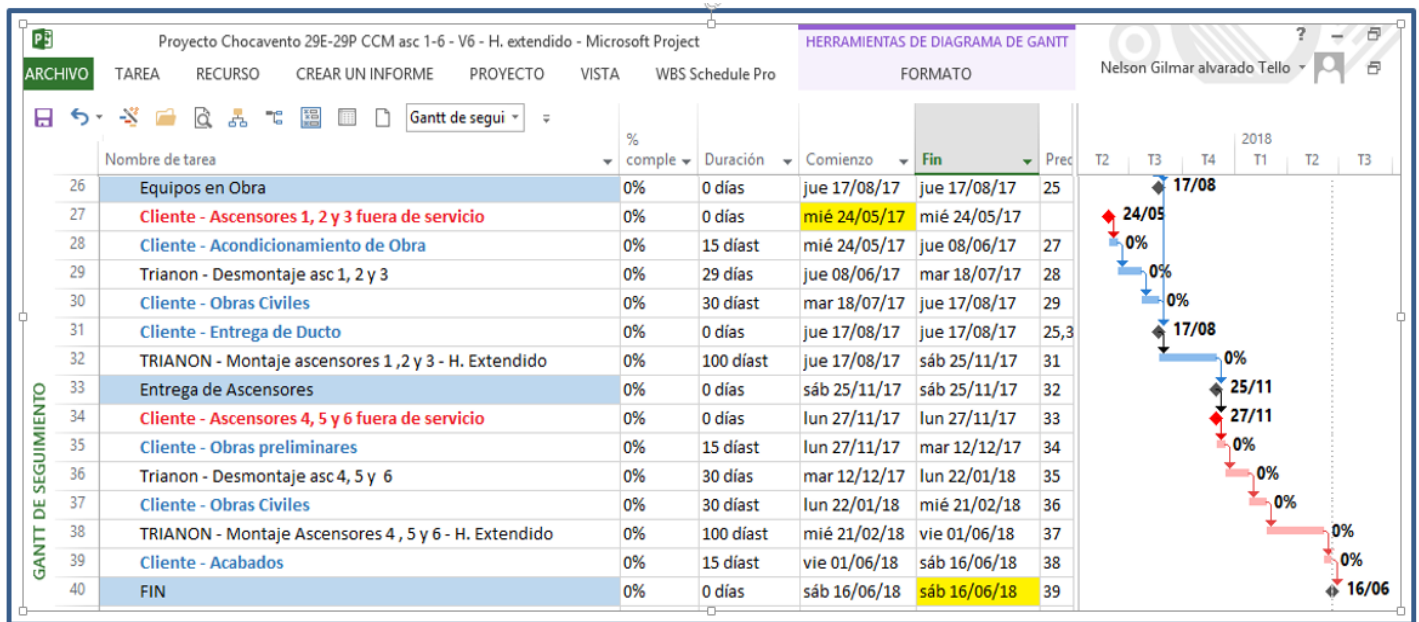 Proyecto Chocavento 29E-29P CCM asc 1-6 - V6 - H. extendido - Microsoft Project HERRAMIENTAS DE DIAGRAMA DE GANTT ?
ARCHIVO TAREA RECURSO CREAR UN INFORME PROYECTO VISTA WBS Schedule Pro FORMATO Nelson Gilmar alvarado Tello
Gantt de segui
Nombre de tarea % comple Duración Comienzo Fin Prec T2 T3 T4 2018 T1 T2 T3
26 Equipos en Obra 0% 0 días jue 17/08/17 jue 17/08/17 25 17/08
27 Cliente - Ascensores 1, 2 y 3 fuera de servicio 0% 0 días mié 24/05/17 mié 24/05/17 24/05
28 Cliente - Acondicionamiento de Obra 0% 15 díast mié 24/05/17 jue 08/06/17 27 0%
29 Trianon - Desmontaje asc 1, 2 y 3 0% 29 días jue 08/06/17 mar 18/07/17 28 0%
30 Cliente - Obras Civiles 0% 30 díast mar 18/07/17 jue 17/08/17 29 0%
31 Cliente - Entrega de Ducto 0% 0 días jue 17/08/17 jue 17/08/17 25,3 17/08
32 TRIANON - Montaje ascensores 1 ,2 y 3 - H. Extendido 0% 100 díast jue 17/08/17 sáb 25/11/17 31 0%
33 Entrega de Ascensores 0% 0 días sáb 25/11/17 sáb 25/11/17 32 25/11
34 Cliente - Ascensores 4, 5 y 6 fuera de servicio 0% 0 días lun 27/11/17 lun 27/11/17 33 27/11
35 Cliente - Obras preliminares 0% 15 díast lun 27/11/17 mar 12/12/17 34 0%
36 Trianon - Desmontaje asc 4, 5 y 6 0% 30 días mar 12/12/17 lun 22/01/18 35 0%
37 Cliente - Obras Civiles 0% 30 díast lun 22/01/18 mié 21/02/18 36 0%
38 TRIANON - Montaje Ascensores 4 , 5 y 6 - H. Extendido 0% 100 díast mié 21/02/18 vie 01/06/18 37 0%
39 Cliente - Acabados 0% 15 díast vie 01/06/18 sáb 16/06/18 38 0%
40 FIN 0% 0 días sáb 16/06/18 sáb 16/06/18 39 16/06
GANTT DE SEGUIMIENTO